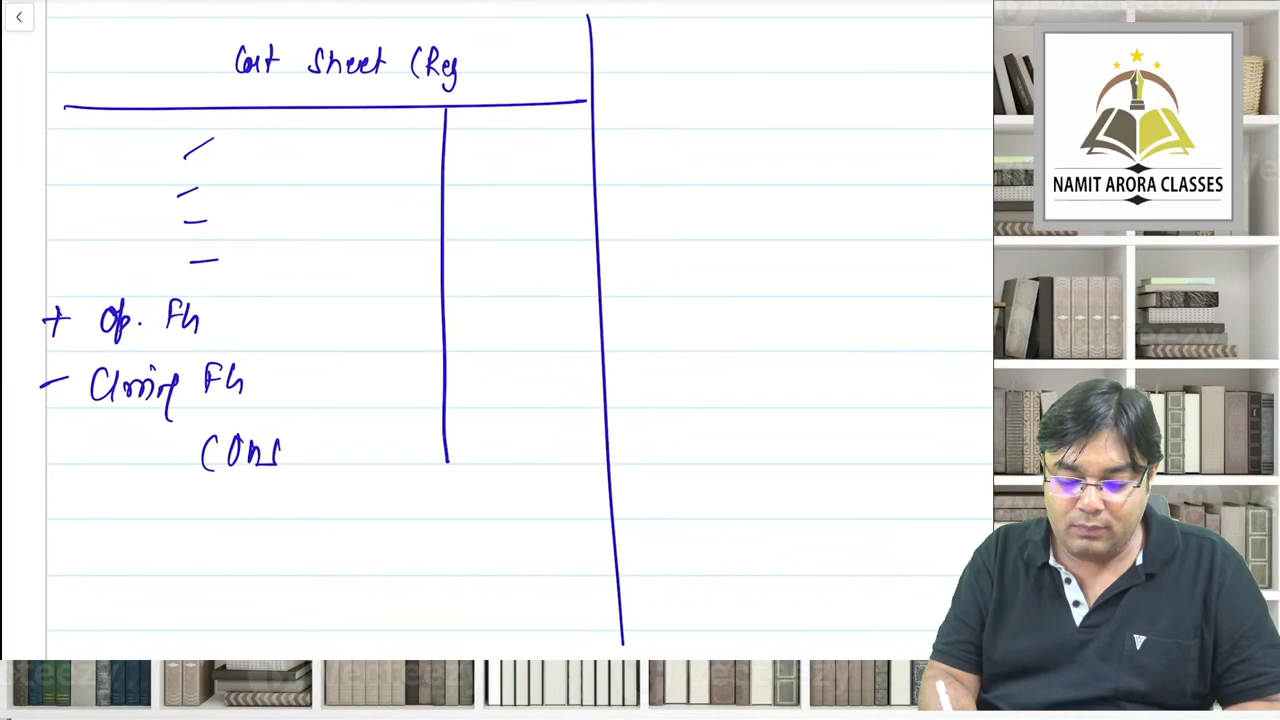 Cost Sheet (Reg
+ Op. FG
- Closing FG
COGS
NAMIT ARORA CLASSES